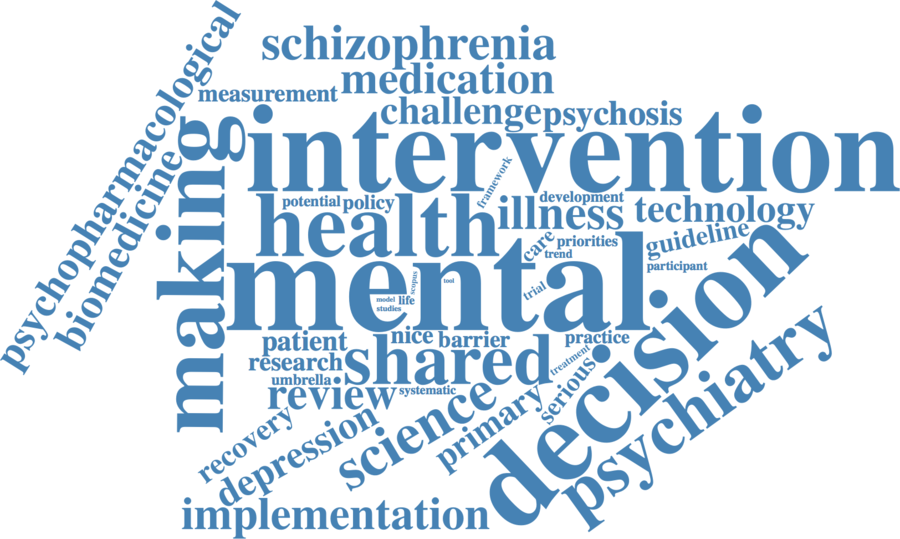 schizophrenia
medication
measurement
challenge
psychosis
psychopharmacological
biomedicine
making
intervention
framework
potential
policy
health
illness
development
technology
care
priorities
trend
guideline
participant
mental
scopus
tool
model
life
studies
trial
decision
patient
nice
barrier
practice
research
shared
treatment
umbrella
review
systematic
serious
psychiatry
science
primary
recovery
depression
implementation